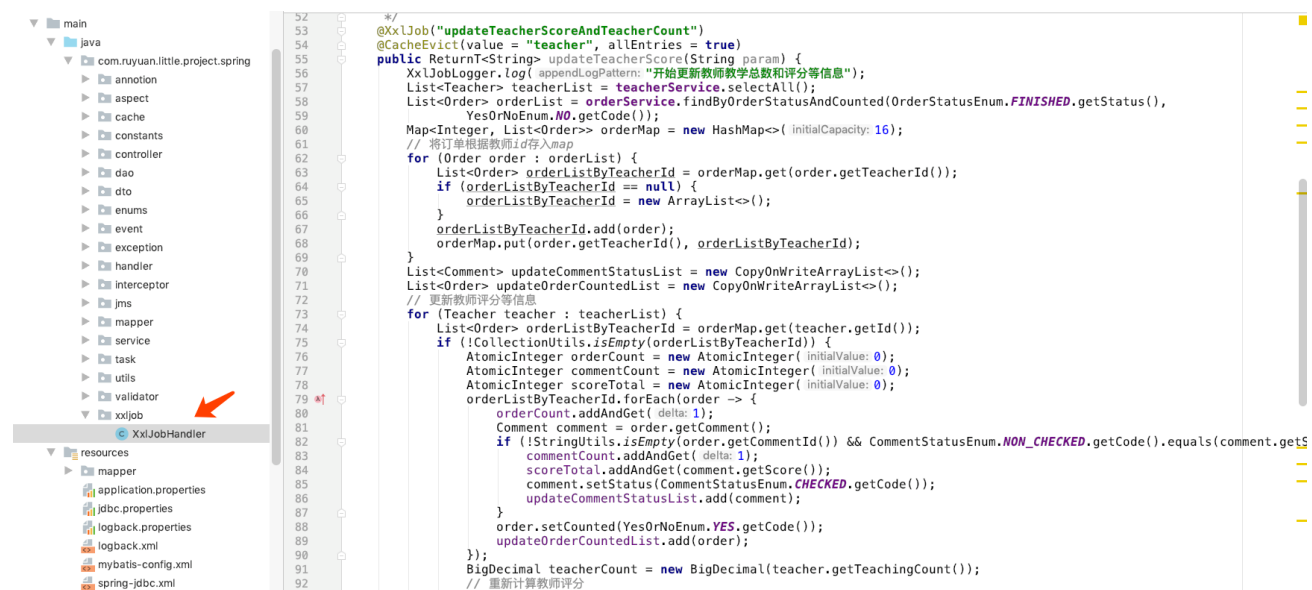 main
java
com.ruyuan.little.project.spring
annotion
aspect
cache
constants
controller
dao
dto
enums
event
exception
handler
interceptor
jms
mapper
service
task
utils
validator
xxljob
XxlJobHandler
resources
mapper
application.properties
jdbc.properties
logback.properties
logback.xml
mybatis-config.xml
spring-jdbc.xml
52 */
53 @XxlJob("updateTeacherScoreAndTeacherCount")
54 @CacheEvict(value = "teacher", allEntries = true)
55 public ReturnT<String> updateTeacherScore(String param) {
56 XxlJobLogger.log( appendLogPattern: "开始更新教师教学总数和评分等信息");
57 List<Teacher> teacherList = teacherService.selectAll();
58 List<Order> orderList = orderService.findByOrderStatusAndCounted(OrderStatusEnum.FINISHED.getStatus(),
59 YesOrNoEnum.NO.getCode());
60 Map<Integer, List<Order>> orderMap = new HashMap<>( initialCapacity: 16);
61 // 将订单根据教师id存入map
62 for (Order order : orderList) {
63 List<Order> orderListByTeacherId = orderMap.get(order.getTeacherId());
64 if (orderListByTeacherId == null) {
65 orderListByTeacherId = new ArrayList<>();
66 }
67 orderListByTeacherId.add(order);
68 orderMap.put(order.getTeacherId(), orderListByTeacherId);
69 }
70 List<Comment> updateCommentStatusList = new CopyOnWriteArrayList<>();
71 List<Order> updateOrderCountedList = new CopyOnWriteArrayList<>();
72 // 更新教师评分等信息
73 for (Teacher teacher : teacherList) {
74 List<Order> orderListByTeacherId = orderMap.get(teacher.getId());
75 if (!CollectionUtils.isEmpty(orderListByTeacherId)) {
76 AtomicInteger orderCount = new AtomicInteger( initialValue: 0);
77 AtomicInteger commentCount = new AtomicInteger( initialValue: 0);
78 AtomicInteger scoreTotal = new AtomicInteger( initialValue: 0);
79 orderListByTeacherId.forEach(order -> {
80 orderCount.addAndGet( delta: 1);
81 Comment comment = order.getComment();
82 if (!StringUtils.isEmpty(order.getCommentId()) && CommentStatusEnum.NON_CHECKED.getCode().equals(comment.getS
83 commentCount.addAndGet( delta: 1);
84 scoreTotal.addAndGet(comment.getScore());
85 comment.setStatus(CommentStatusEnum.CHECKED.getCode());
86 updateCommentStatusList.add(comment);
87 }
88 order.setCounted(YesOrNoEnum.YES.getCode());
89 updateOrderCountedList.add(order);
90 });
91 BigDecimal teacherCount = new BigDecimal(teacher.getTeachingCount());
92 // 重新计算教师评分